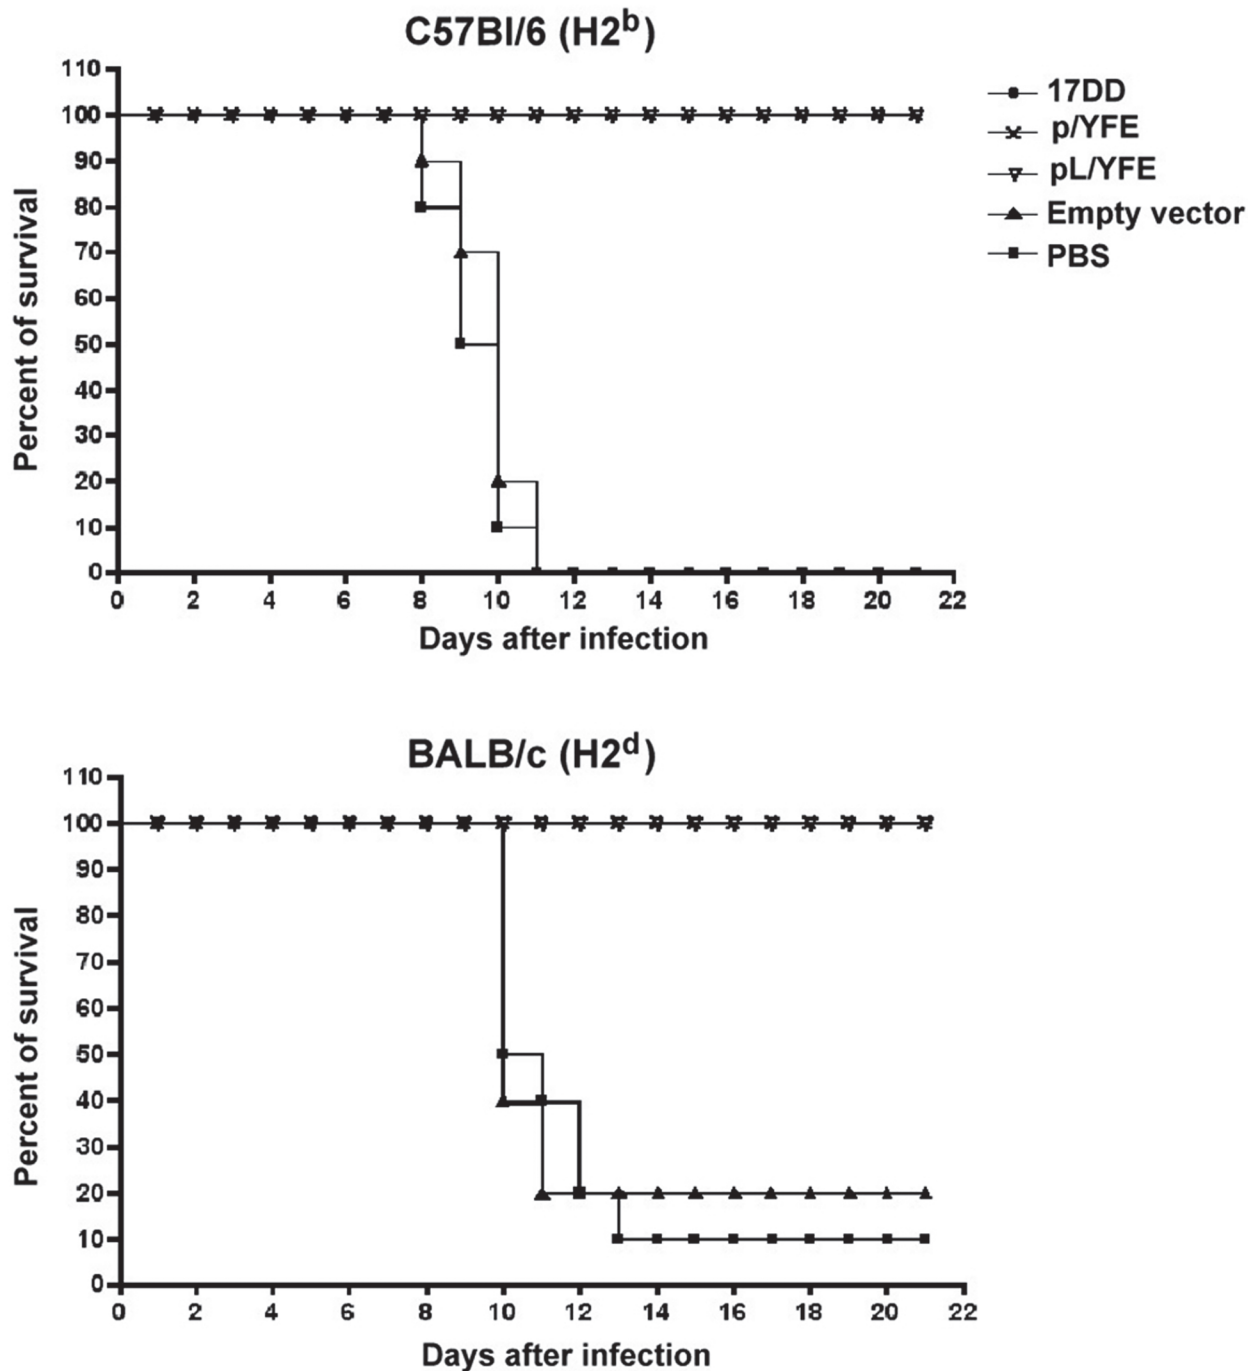 C57Bl/6 (H2ᵇ)
110
100
90
80
70
60
50
40
30
20
10
0
Percent of survival
0 2 4 6 8 10 12 14 16 18 20 22
Days after infection
17DD
p/YFE
pL/YFE
Empty vector
PBS
BALB/c (H2ᵈ)
110
100
90
80
70
60
50
40
30
20
10
0
Percent of survival
0 2 4 6 8 10 12 14 16 18 20 22
Days after infection